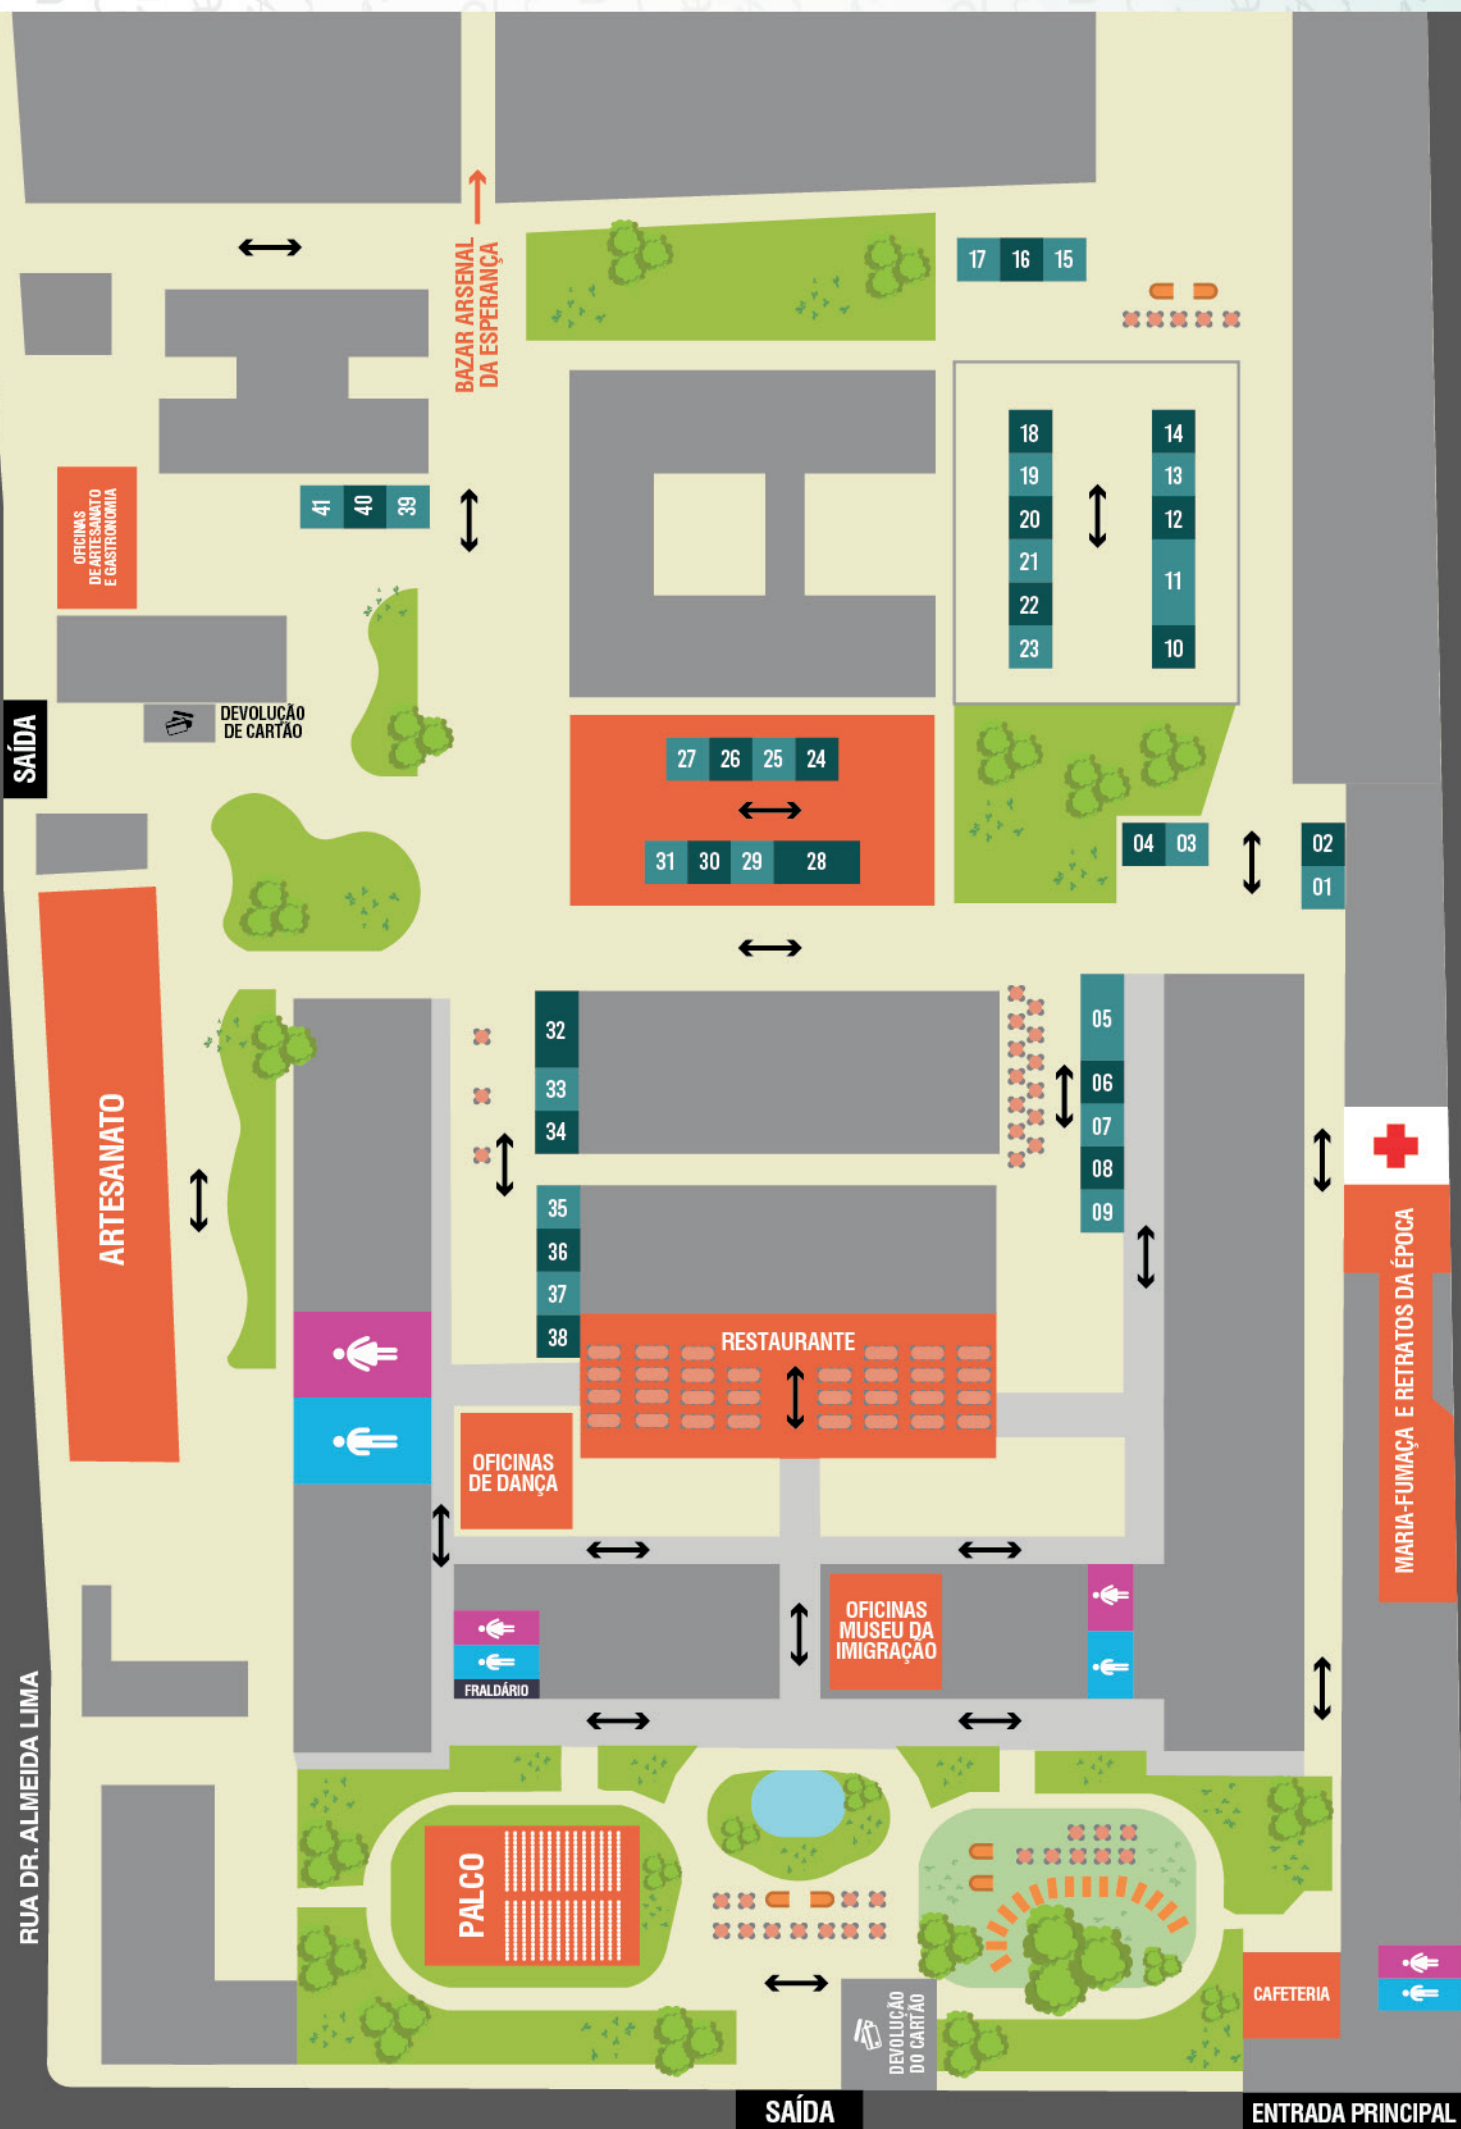 BAZAR ARSENAL
DA ESPERANÇA
17 16 15
18
19
20
21
22
23
14
13
12
11
10
OFICINAS
DE ARTESANATO
E GASTRONOMIA
41
40
39
DEVOLUÇÃO
DE CARTÃO
SAÍDA
27 26 25 24
31 30 29 28
04 03
02
01
ARTESANATO
32
33
34
35
36
37
38
05
06
07
08
09
RESTAURANTE
OFICINAS
DE DANÇA
MARIA-FUMAÇA E RETRATOS DA ÉPOCA
OFICINAS
MUSEU DA
IMIGRAÇÃO
FRALDÁRIO
RUA DR. ALMEIDA LIMA
PALCO
CAFETERIA
DEVOLUÇÃO
DO CARTÃO
SAÍDA
ENTRADA PRINCIPAL